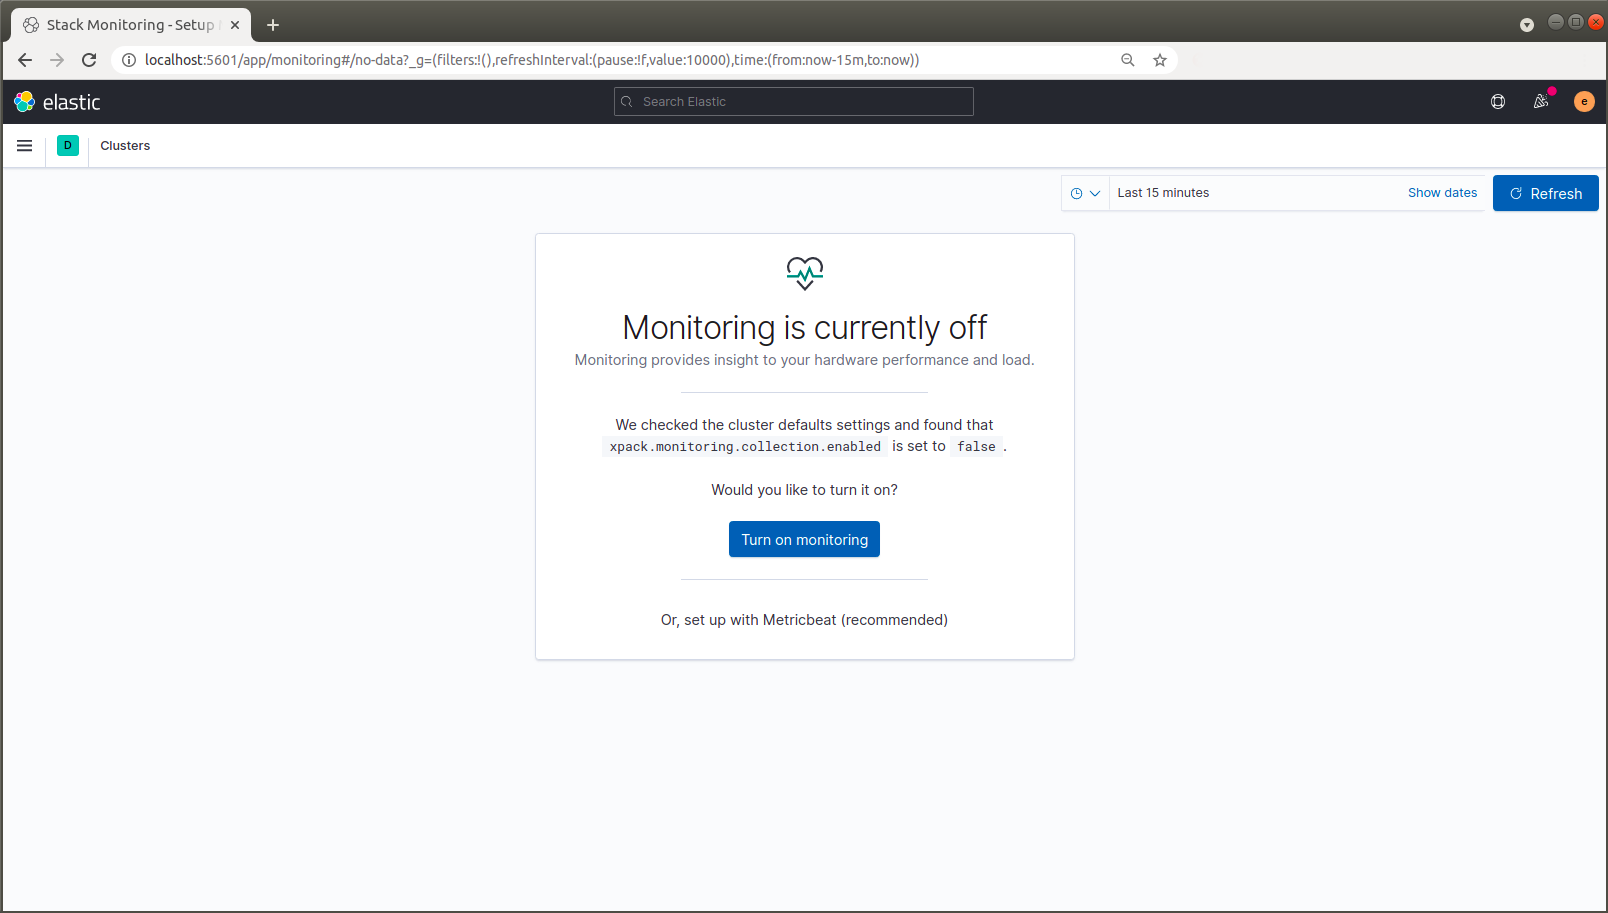 Stack Monitoring - Setup
localhost:5601/app/monitoring#/no-data?_g=(filters:!(),refreshInterval:(pause:!f,value:10000),time:(from:now-15m,to:now))
elastic
Search Elastic
e
D
Clusters
Last 15 minutes
Show dates
Refresh
Monitoring is currently off
Monitoring provides insight to your hardware performance and load.
We checked the cluster defaults settings and found that
xpack.monitoring.collection.enabled is set to false .
Would you like to turn it on?
Turn on monitoring
Or, set up with Metricbeat (recommended)